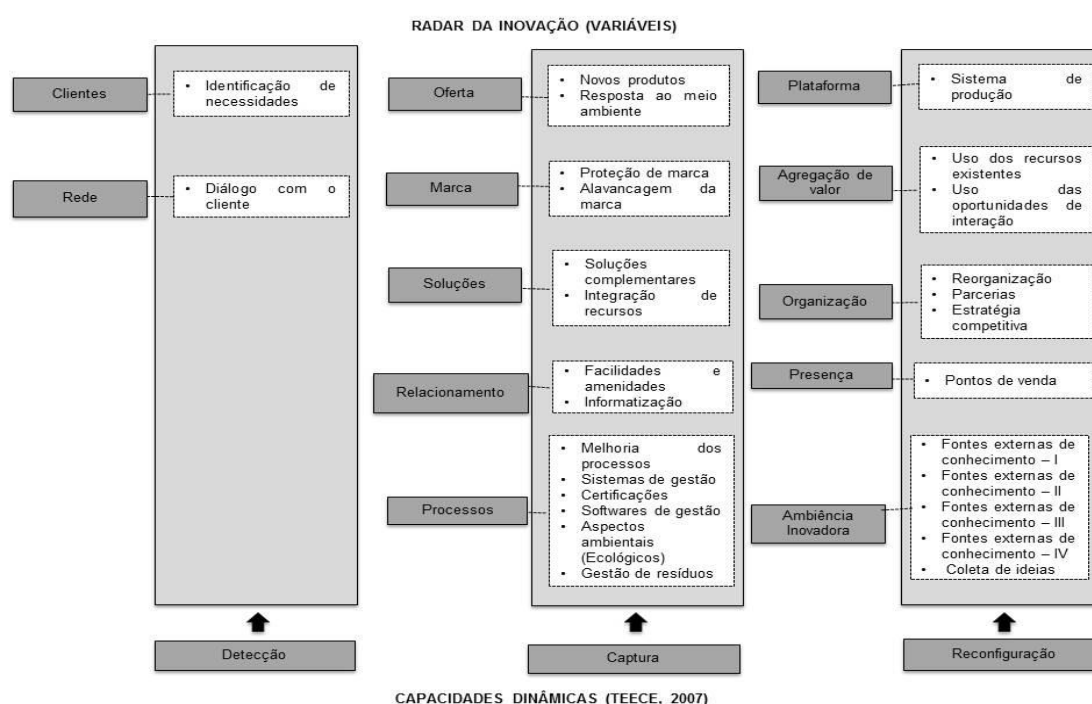 RADAR DA INOVAÇÃO (VARIÁVEIS)
Clientes
• Identificação de
necessidades
Rede
• Diálogo com o
cliente
Detecção
Oferta
• Novos produtos
• Resposta ao meio
ambiente
Marca
• Proteção de marca
• Alavancagem da
marca
Soluções
• Soluções
complementares
• Integração de
recursos
Relacionamento
• Facilidades e
amenidades
• Informatização
Processos
• Melhoria dos
processos
• Sistemas de gestão
• Certificações
• Softwares de gestão
• Aspectos
ambientais
(Ecológicos)
• Gestão de resíduos
Captura
Plataforma
• Sistema de
produção
Agregação de
valor
• Uso dos recursos
existentes
• Uso das
oportunidades de
interação
Organização
• Reorganização
• Parcerias
• Estratégia
competitiva
Presença
• Pontos de venda
Ambiência
Inovadora
• Fontes externas de
conhecimento – I
• Fontes externas de
conhecimento – II
• Fontes externas de
conhecimento – III
• Fontes externas de
conhecimento – IV
• Coleta de ideias
Reconfiguração
CAPACIDADES DINÂMICAS (TEECE, 2007)